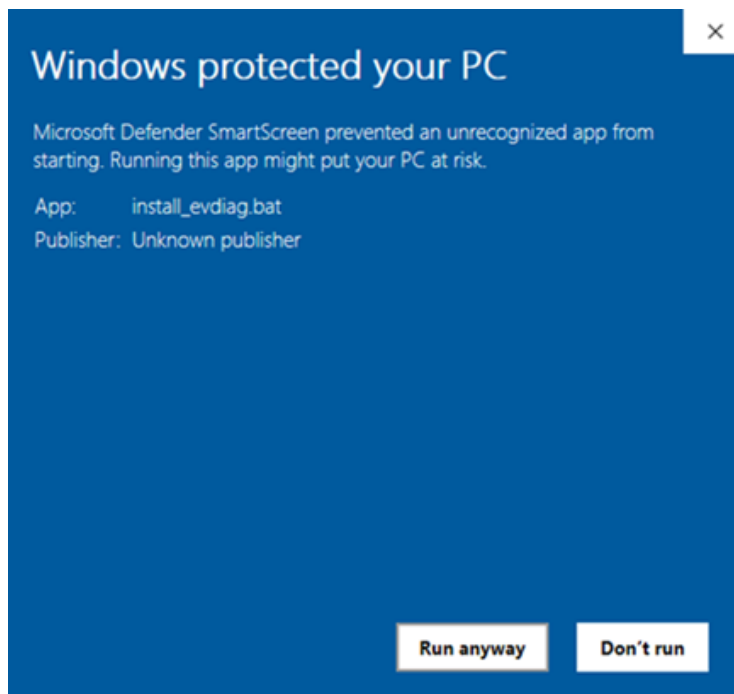 Windows protected your PC
Microsoft Defender SmartScreen prevented an unrecognized app from
starting. Running this app might put your PC at risk.
App: install_evdiag.bat
Publisher: Unknown publisher
Run anyway Don't run